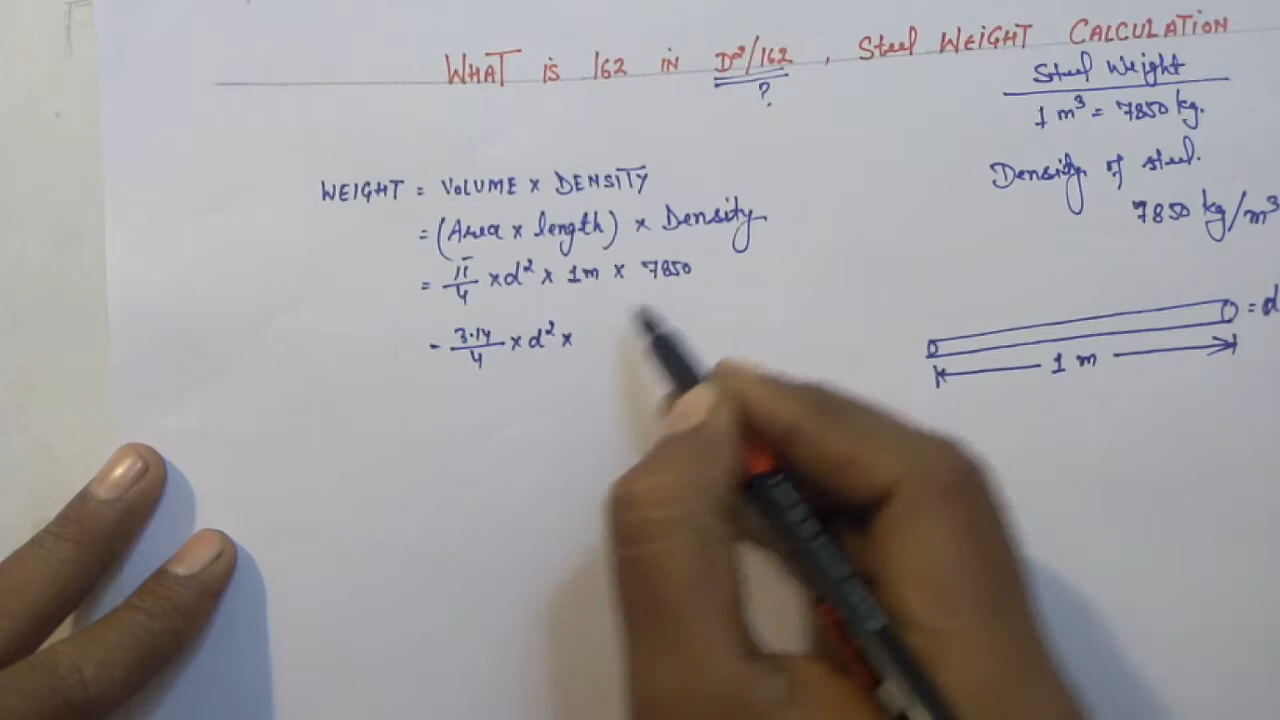 WHAT is 162 in D²/162, Steel WEIGHT CALCULATION
?
Steel Weight
1 m³ = 7850 kg.
Density of steel.
7850 kg/m³
WEIGHT = VOLUME × DENSITY
= (Area × length) × Density
= π/4 × d² × 1m × 7850
= 3.14/4 × d² ×
= d
1 m